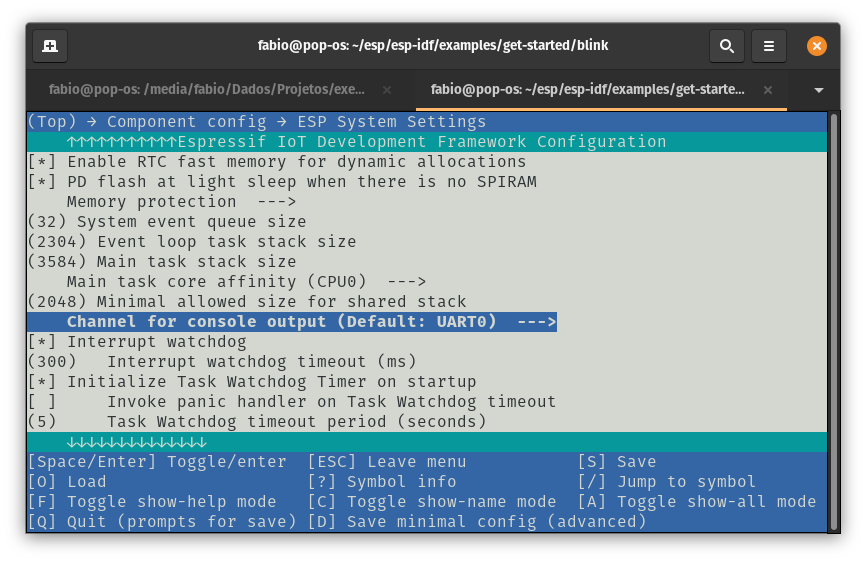 fabio@pop-os: ~/esp/esp-idf/examples/get-started/blink
fabio@pop-os: /media/fabio/Dados/Projetos/exe... × fabio@pop-os: ~/esp/esp-idf/examples/get-starte... ×
(Top) → Component config → ESP System Settings
↑↑↑↑↑↑↑↑↑↑↑Espressif IoT Development Framework Configuration
[*] Enable RTC fast memory for dynamic allocations
[*] PD flash at light sleep when there is no SPIRAM
Memory protection  --->
(32) System event queue size
(2304) Event loop task stack size
(3584) Main task stack size
Main task core affinity (CPU0)  --->
(2048) Minimal allowed size for shared stack
Channel for console output (Default: UART0)  --->
[*] Interrupt watchdog
(300)   Interrupt watchdog timeout (ms)
[*] Initialize Task Watchdog Timer on startup
[ ]     Invoke panic handler on Task Watchdog timeout
(5)     Task Watchdog timeout period (seconds)
↓↓↓↓↓↓↓↓↓↓↓↓↓↓
[Space/Enter] Toggle/enter  [ESC] Leave menu           [S] Save
[O] Load                    [?] Symbol info            [/] Jump to symbol
[F] Toggle show-help mode   [C] Toggle show-name mode  [A] Toggle show-all mode
[Q] Quit (prompts for save) [D] Save minimal config (advanced)